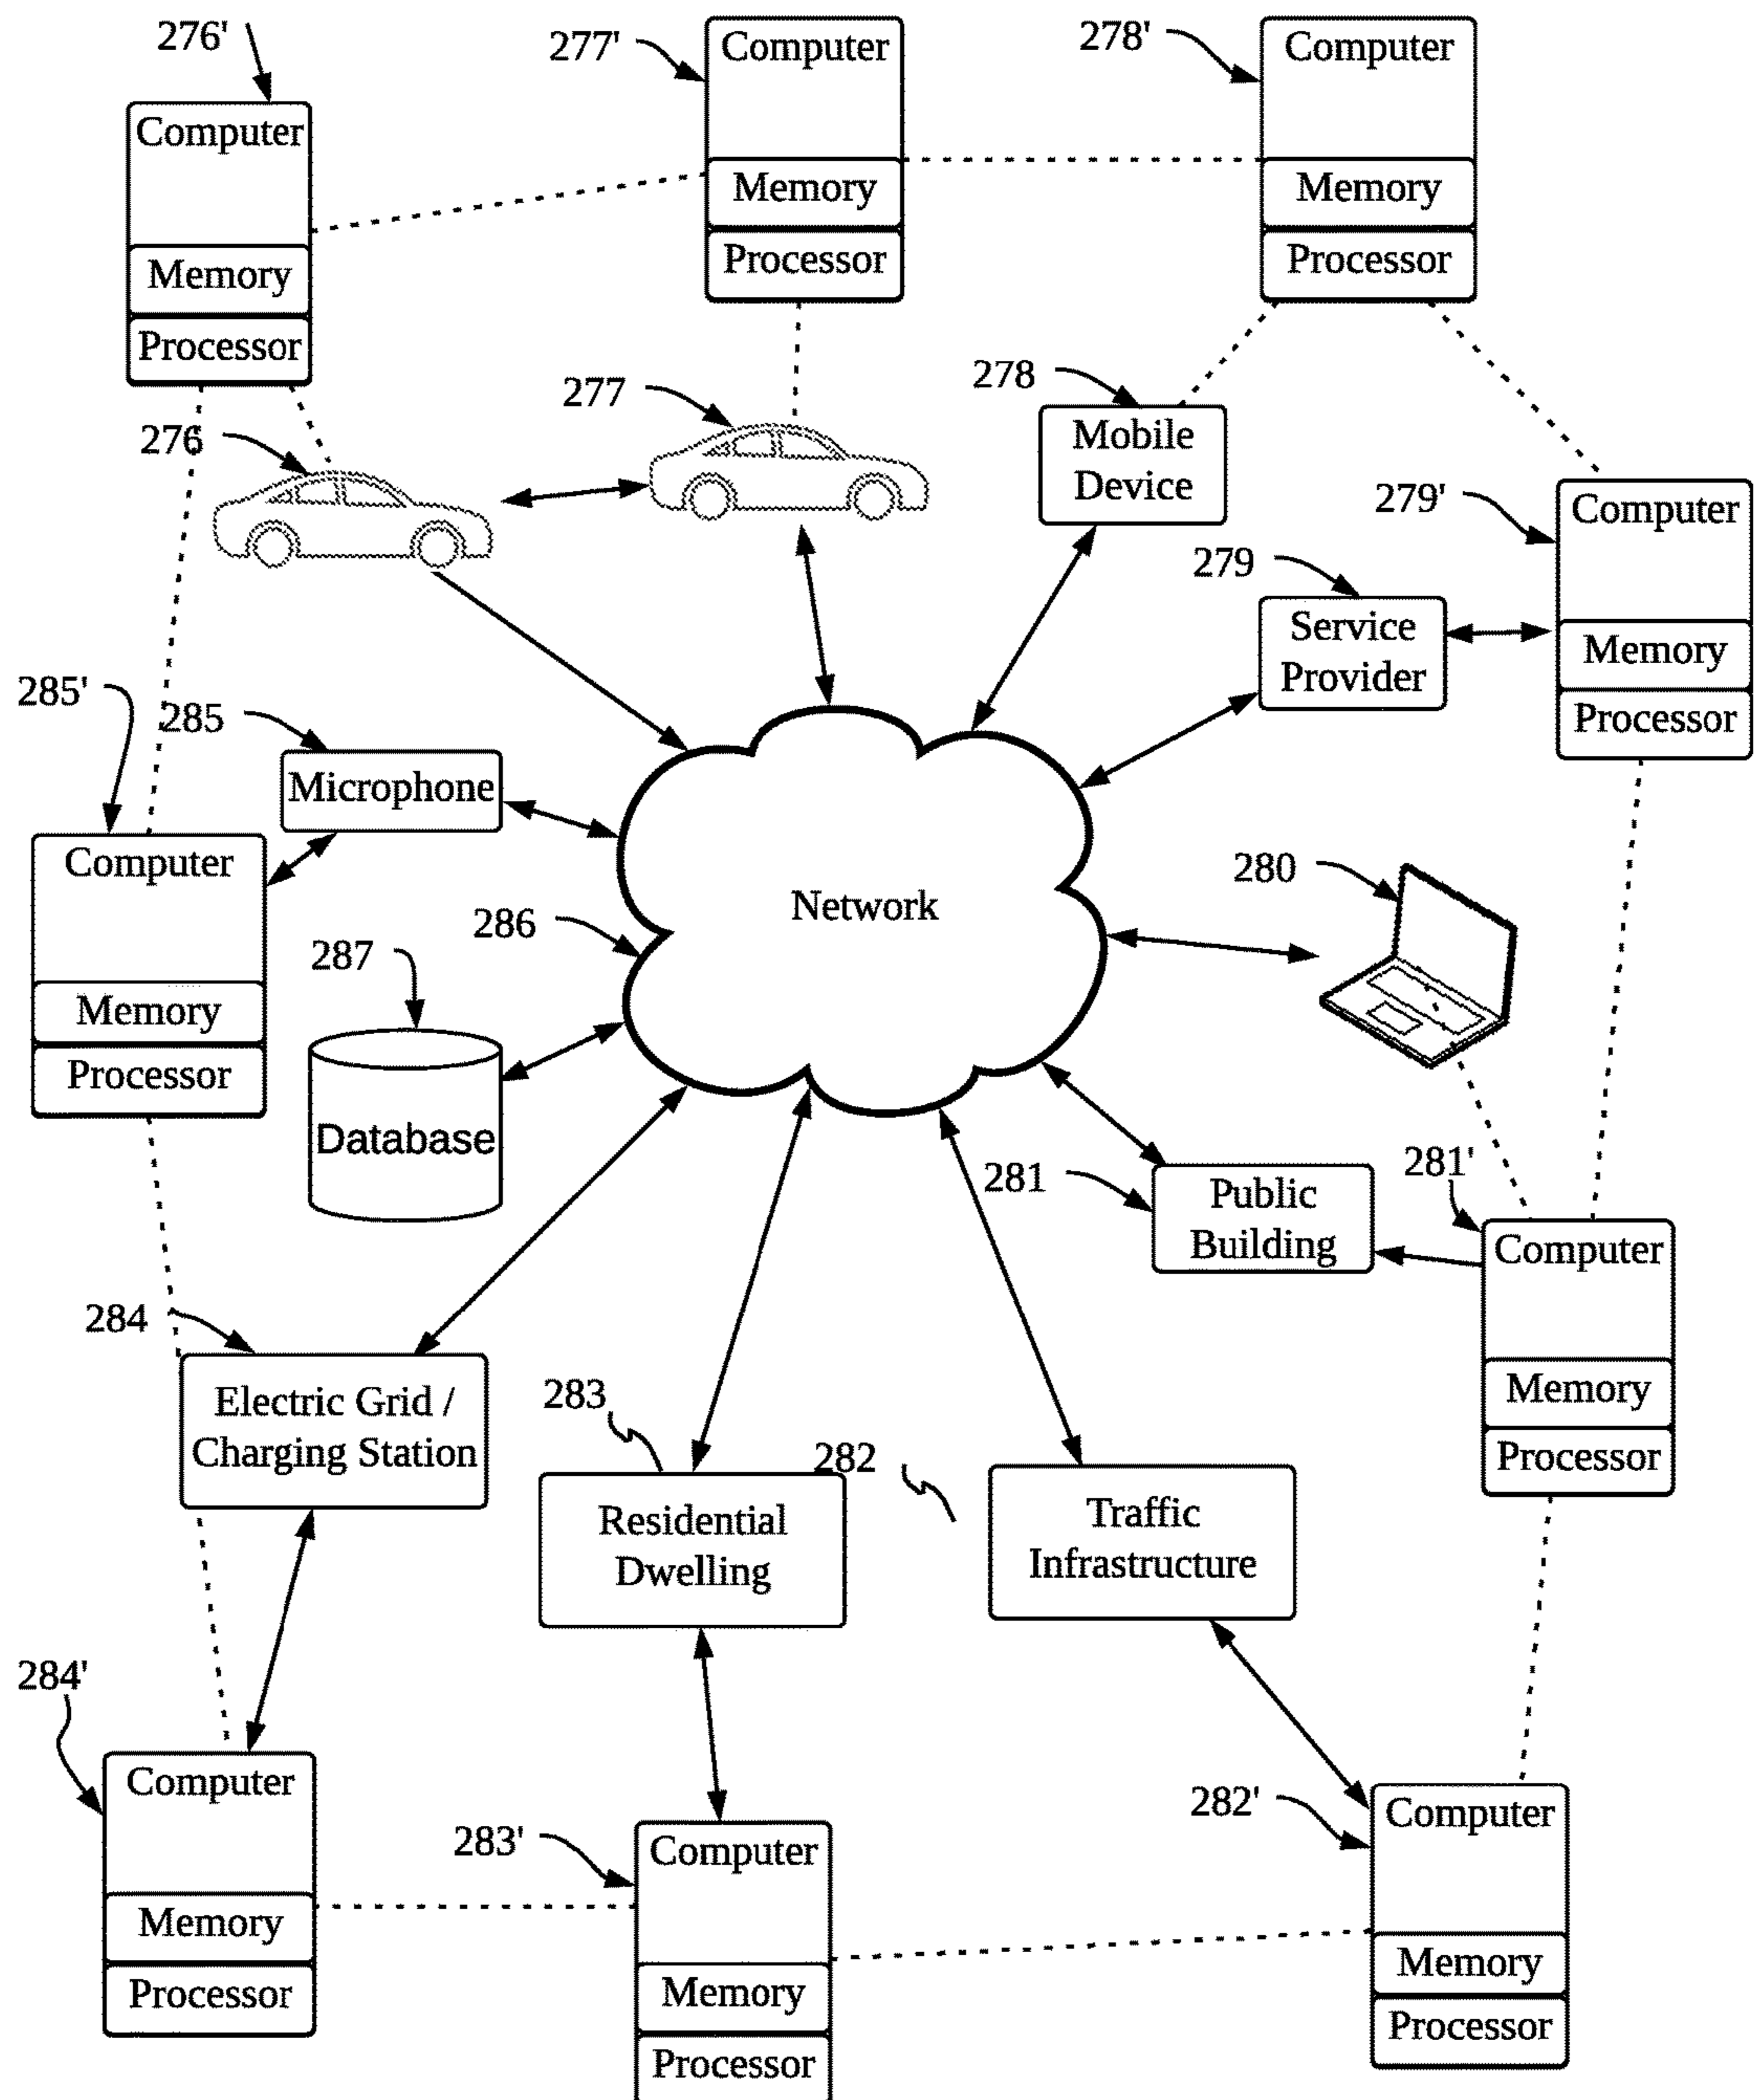 276'
277'
278'
Computer
Memory
Processor
Computer
Memory
Processor
Computer
Memory
Processor
276
277
278
Mobile
Device
279'
Computer
Memory
Processor
279
Service
Provider
285'
285
Microphone
Computer
Memory
Processor
Network
280
286
287
Database
281
Public
Building
281'
Computer
Memory
Processor
284
Electric Grid /
Charging Station
283
Residential
Dwelling
282
Traffic
Infrastructure
284'
Computer
Memory
Processor
283'
Computer
Memory
Processor
282'
Computer
Memory
Processor